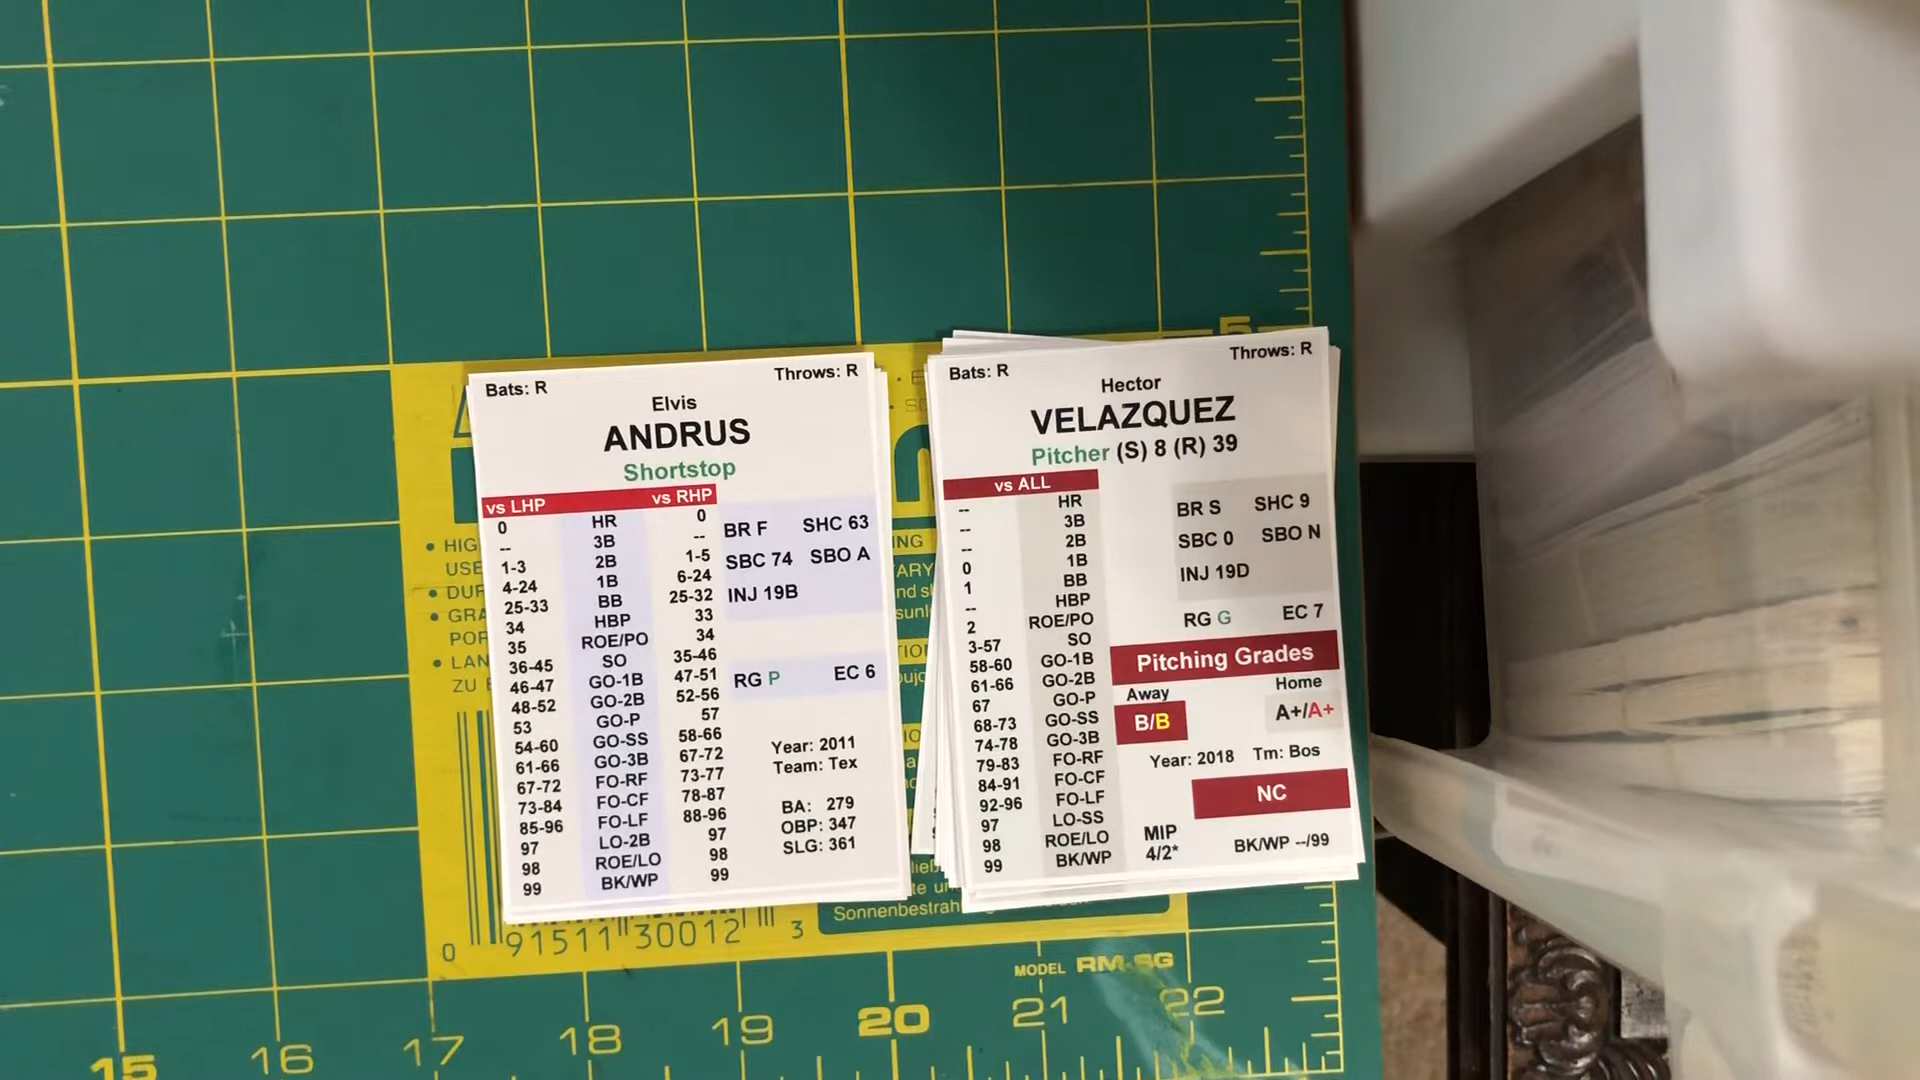 5
Bats: R Throws: R
Elvis
ANDRUS
Shortstop
vs LHP vs RHP
0 HR 0
-- 3B --
1-3 2B 1-5
4-24 1B 6-24
25-33 BB 25-32
34 HBP 33
35 ROE/PO 34
36-45 SO 35-46
46-47 GO-1B 47-51
48-52 GO-2B 52-56
53 GO-P 57
54-60 GO-SS 58-66
61-66 GO-3B 67-72
67-72 FO-RF 73-77
73-84 FO-CF 78-87
85-96 FO-LF 88-96
97 LO-2B 97
98 ROE/LO 98
99 BK/WP 99
BR F SHC 63
SBC 74 SBO A
INJ 19B
RG P EC 6
Year: 2011
Team: Tex
BA: 279
OBP: 347
SLG: 361
Bats: R Throws: R
Hector
VELAZQUEZ
Pitcher (S) 8 (R) 39
vs ALL
-- HR
-- 3B
-- 2B
0 1B
1 BB
-- HBP
2 ROE/PO
3-57 SO
58-60 GO-1B
61-66 GO-2B
67 GO-P
68-73 GO-SS
74-78 GO-3B
79-83 FO-RF
84-91 FO-CF
92-96 FO-LF
97 LO-SS
98 ROE/LO
99 BK/WP
BR S SHC 9
SBC 0 SBO N
INJ 19D
RG G EC 7
Pitching Grades
Away Home
B/B A+/A+
Year: 2018 Tm: Bos
NC
MIP
4/2*
BK/WP --/99
0 91511 30012 3
MODEL RM-SG
15 16 17 18 19 20 21 22